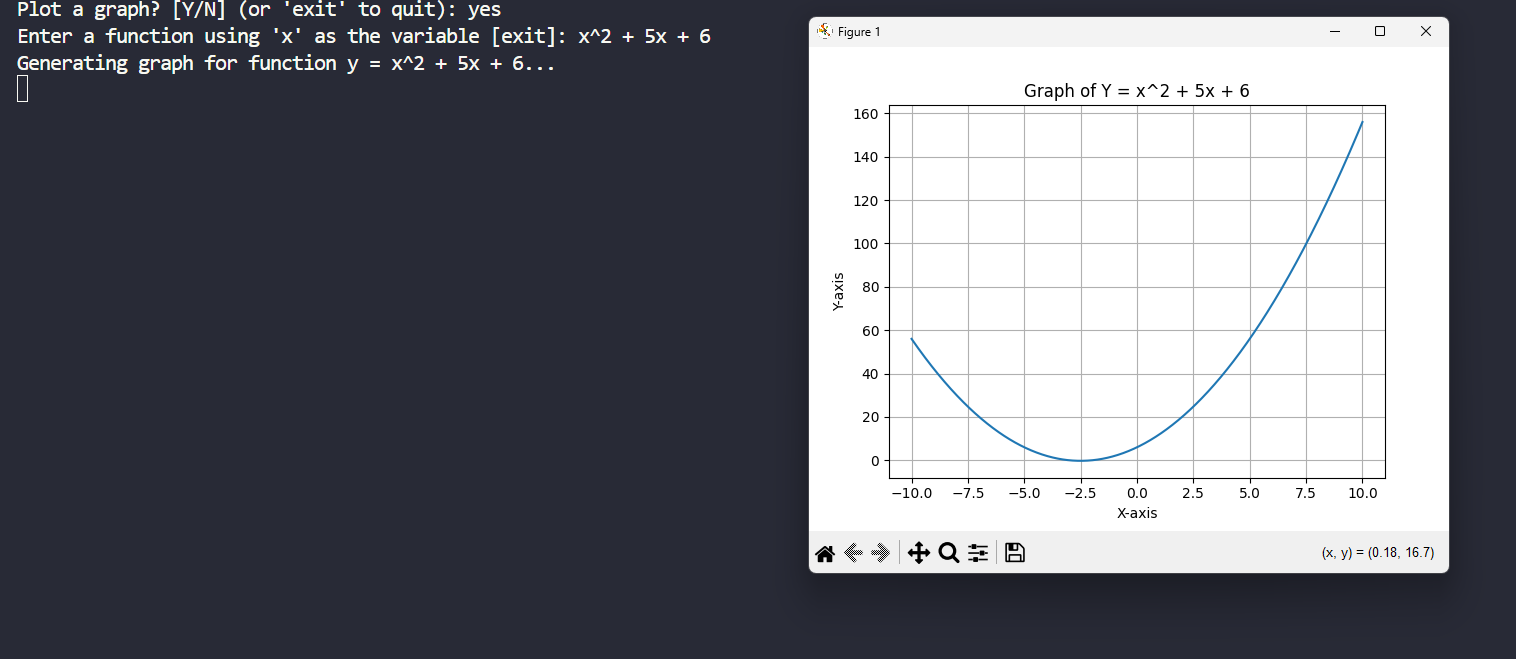 Plot a graph? [Y/N] (or 'exit' to quit): yes
Enter a function using 'x' as the variable [exit]: x^2 + 5x + 6
Generating graph for function y = x^2 + 5x + 6...
Figure 1
Graph of Y = x^2 + 5x + 6
160
140
120
100
80
60
40
20
0
Y-axis
−10.0 −7.5 −5.0 −2.5 0.0 2.5 5.0 7.5 10.0
X-axis
(x, y) = (0.18, 16.7)